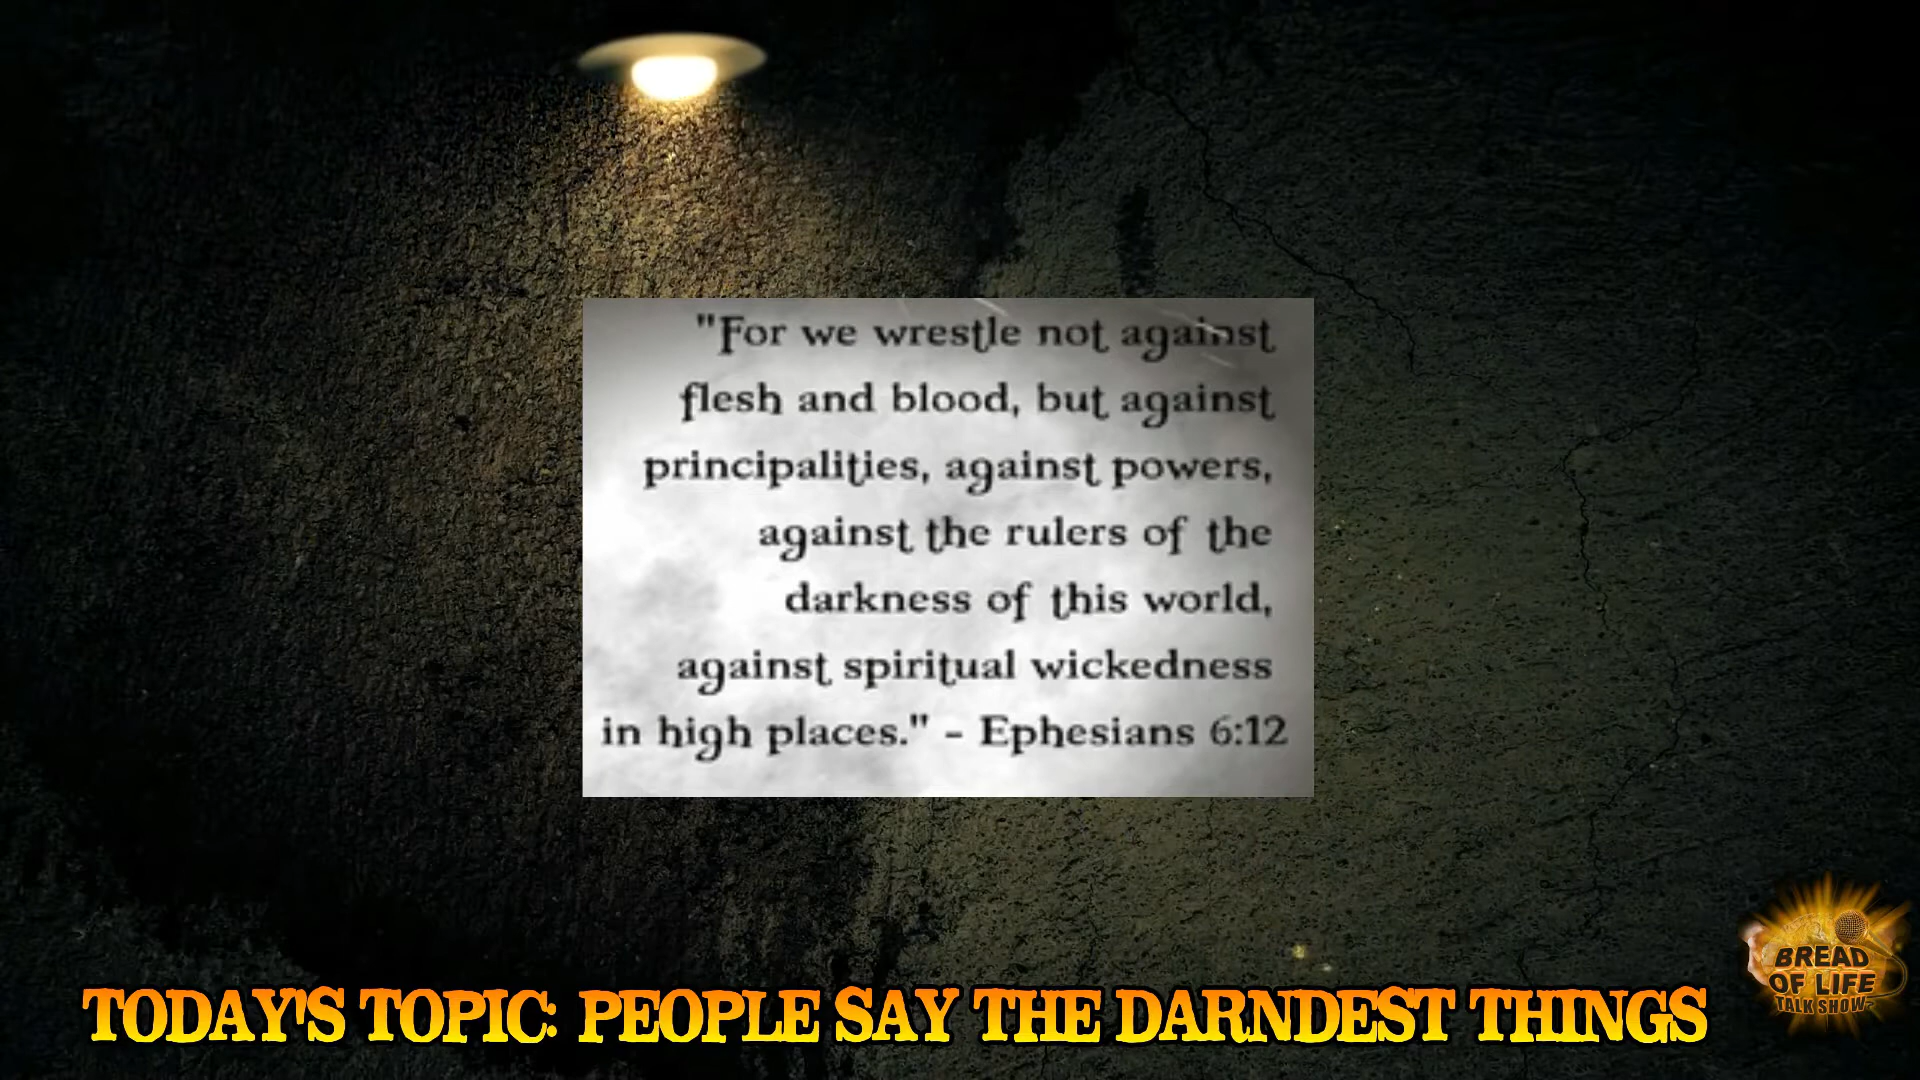 "For we wrestle not against
flesh and blood, but against
principalities, against powers,
against the rulers of the
darkness of this world,
against spiritual wickedness
in high places." - Ephesians 6:12
TODAY'S TOPIC: PEOPLE SAY THE DARNDEST THINGS
BREAD
OF LIFE
TALK SHOW